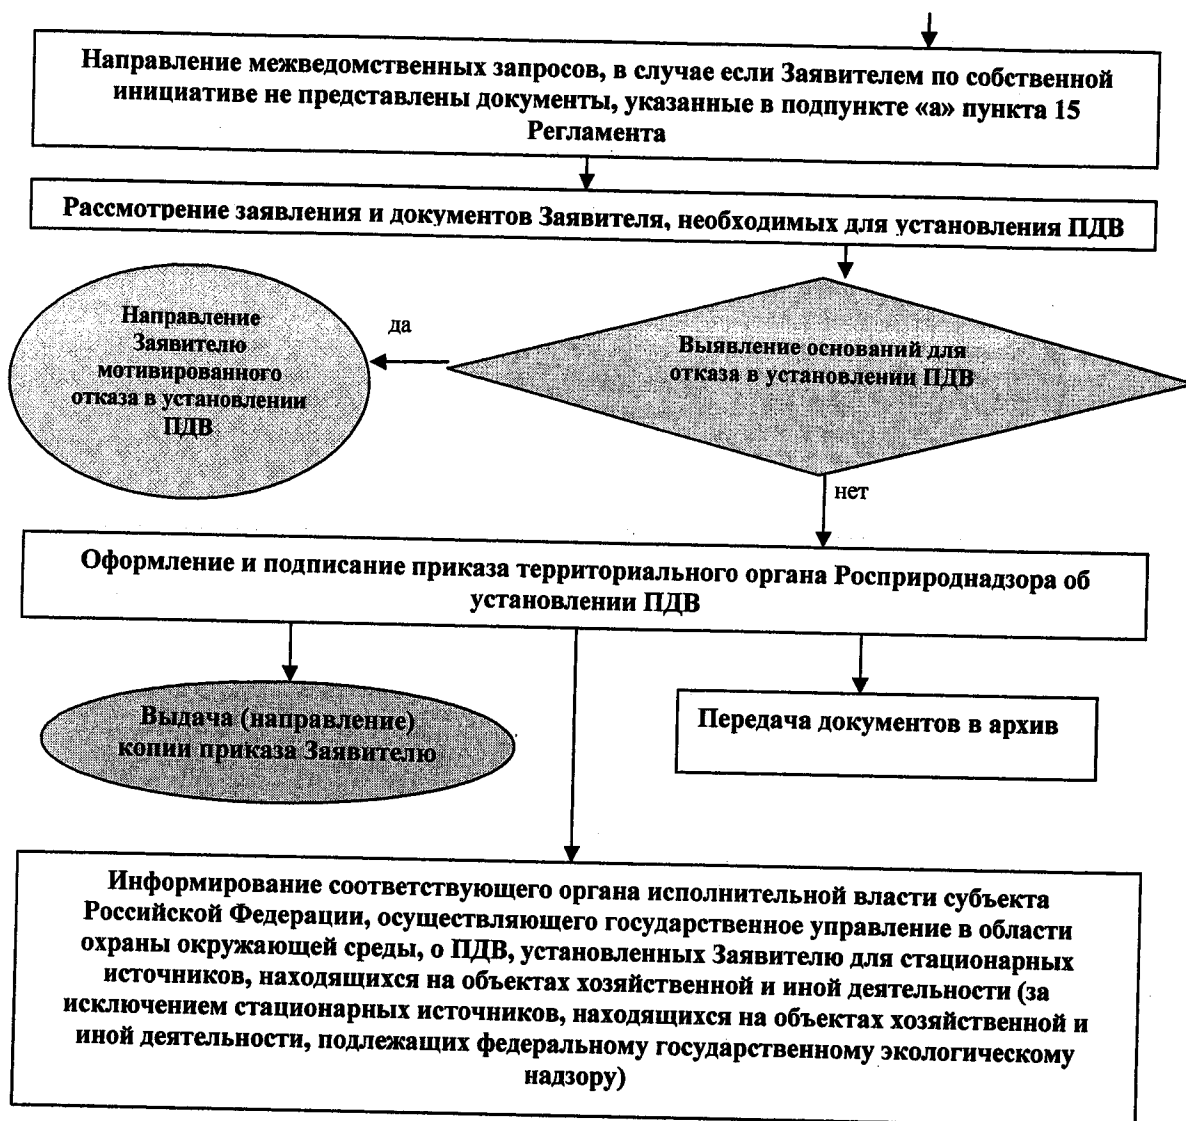 Направление межведомственных запросов, в случае если Заявителем по собственной
инициативе не представлены документы, указанные в подпункте «а» пункта 15
Регламента
Рассмотрение заявления и документов Заявителя, необходимых для установления ПДВ
Направление
Заявителю
мотивированного
отказа в установлении
ПДВ
да
Выявление оснований для
отказа в установлении ПДВ
нет
Оформление и подписание приказа территориального органа Росприроднадзора об
установлении ПДВ
Выдача (направление)
копии приказа Заявителю
Передача документов в архив
Информирование соответствующего органа исполнительной власти субъекта
Российской Федерации, осуществляющего государственное управление в области
охраны окружающей среды, о ПДВ, установленных Заявителю для стационарных
источников, находящихся на объектах хозяйственной и иной деятельности (за
исключением стационарных источников, находящихся на объектах хозяйственной и
иной деятельности, подлежащих федеральному государственному экологическому
надзору)